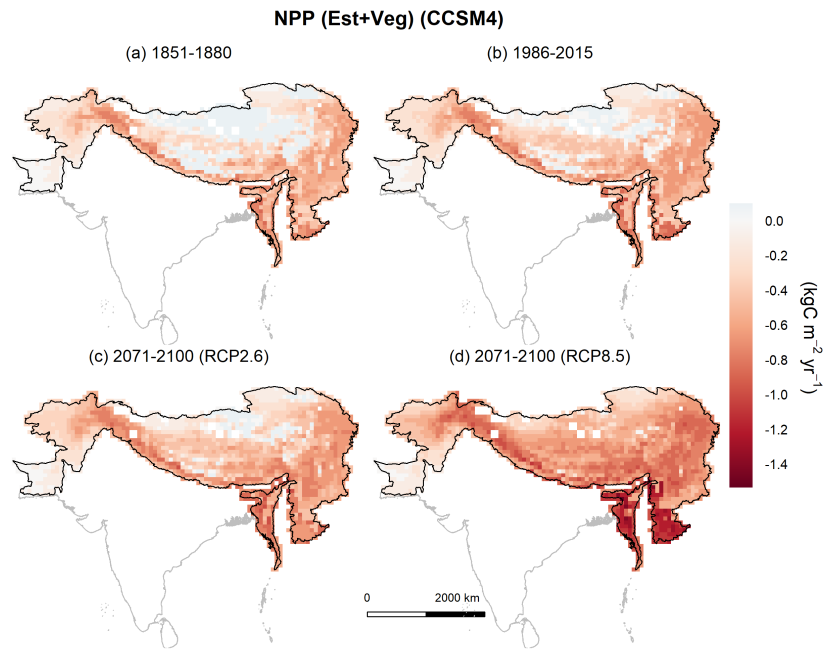 NPP (Est+Veg) (CCSM4)
(a) 1851-1880
(b) 1986-2015
0.0
-0.2
-0.4
-0.6
-0.8
-1.0
-1.2
-1.4
(kgC m⁻² yr⁻¹)
(c) 2071-2100 (RCP2.6)
(d) 2071-2100 (RCP8.5)
0 2000 km